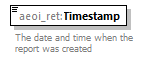 aeoi_ret:Timestamp
The date and time when the
report was created